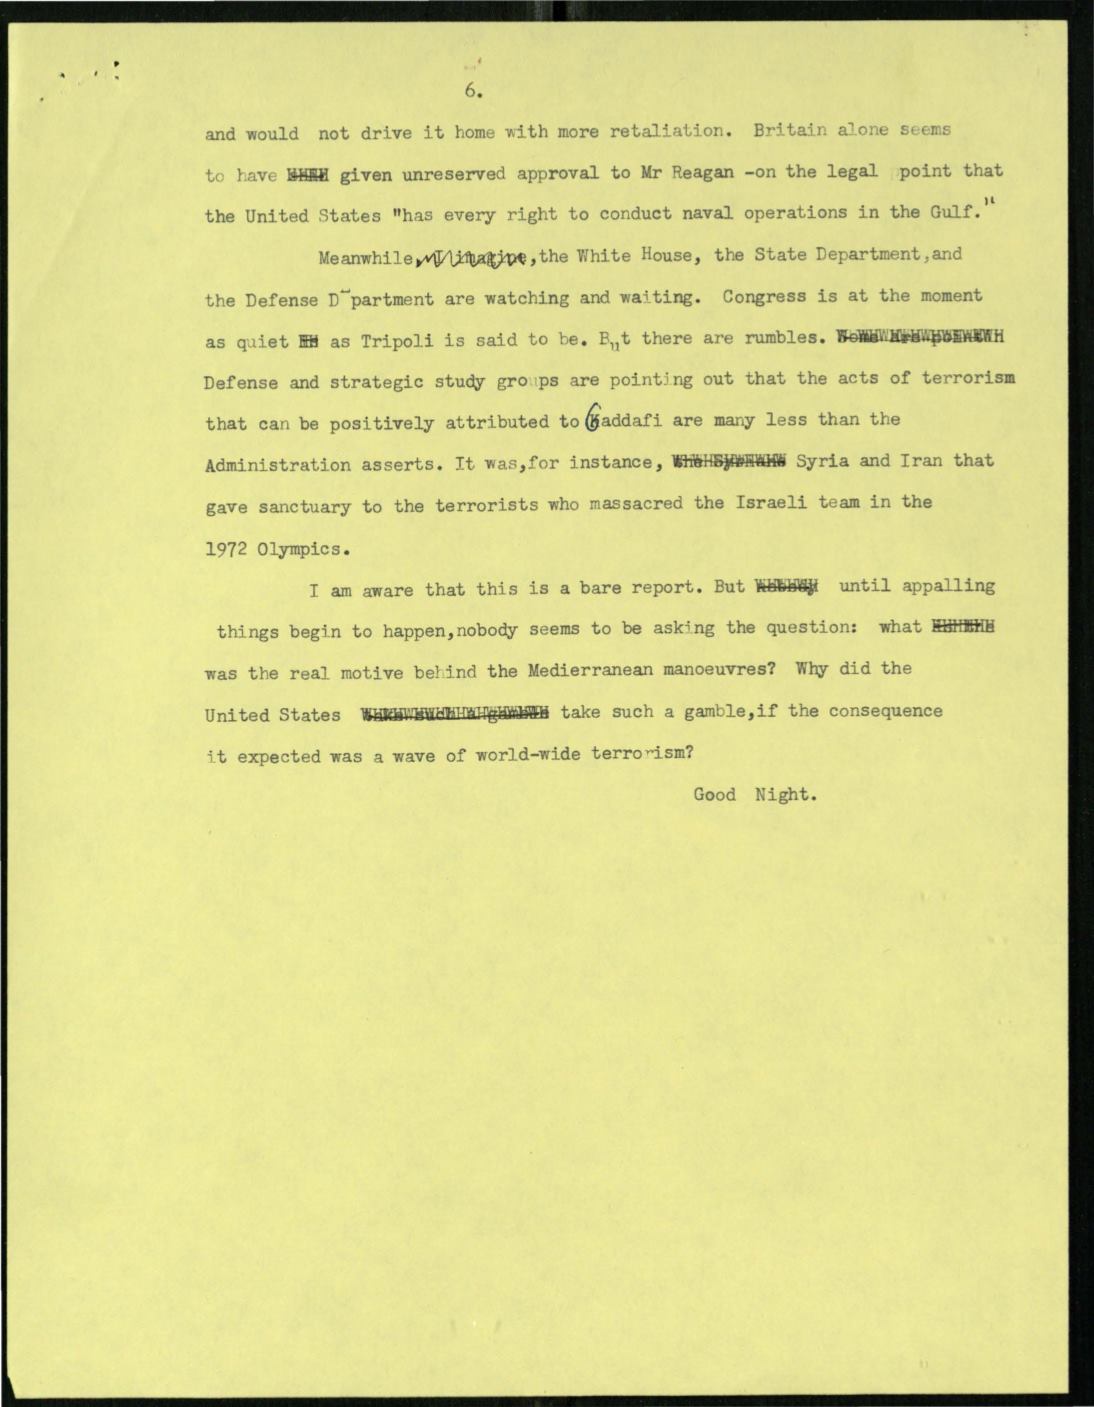 6.
and would not drive it home with more retaliation. Britain alone seems
to have given unreserved approval to Mr Reagan -on the legal point that
the United States "has every right to conduct naval operations in the Gulf."
Meanwhile, I imagine, the White House, the State Department,and
the Defense D partment are watching and waiting. Congress is at the moment
as quiet as Tripoli is said to be. But there are rumbles.
Defense and strategic study groups are pointing out that the acts of terrorism
that can be positively attributed to Gaddafi are many less than the
Administration asserts. It was,for instance, Syria and Iran that
gave sanctuary to the terrorists who massacred the Israeli team in the
1972 Olympics.
I am aware that this is a bare report. But until appalling
things begin to happen,nobody seems to be asking the question: what
was the real motive behind the Medierranean manoeuvres? Why did the
United States take such a gamble,if the consequence
it expected was a wave of world-wide terrorism?
Good Night.